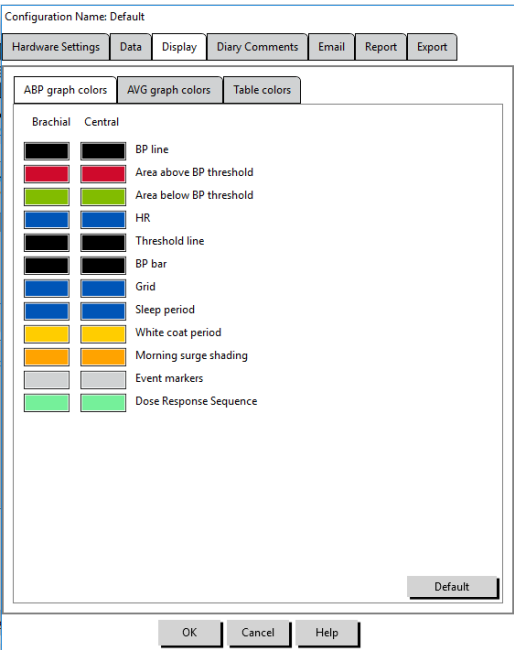 Configuration Name: Default
Hardware Settings Data Display Diary Comments Email Report Export
ABP graph colors AVG graph colors Table colors
Brachial Central
BP line
Area above BP threshold
Area below BP threshold
HR
Threshold line
BP bar
Grid
Sleep period
White coat period
Morning surge shading
Event markers
Dose Response Sequence
Default
OK Cancel Help